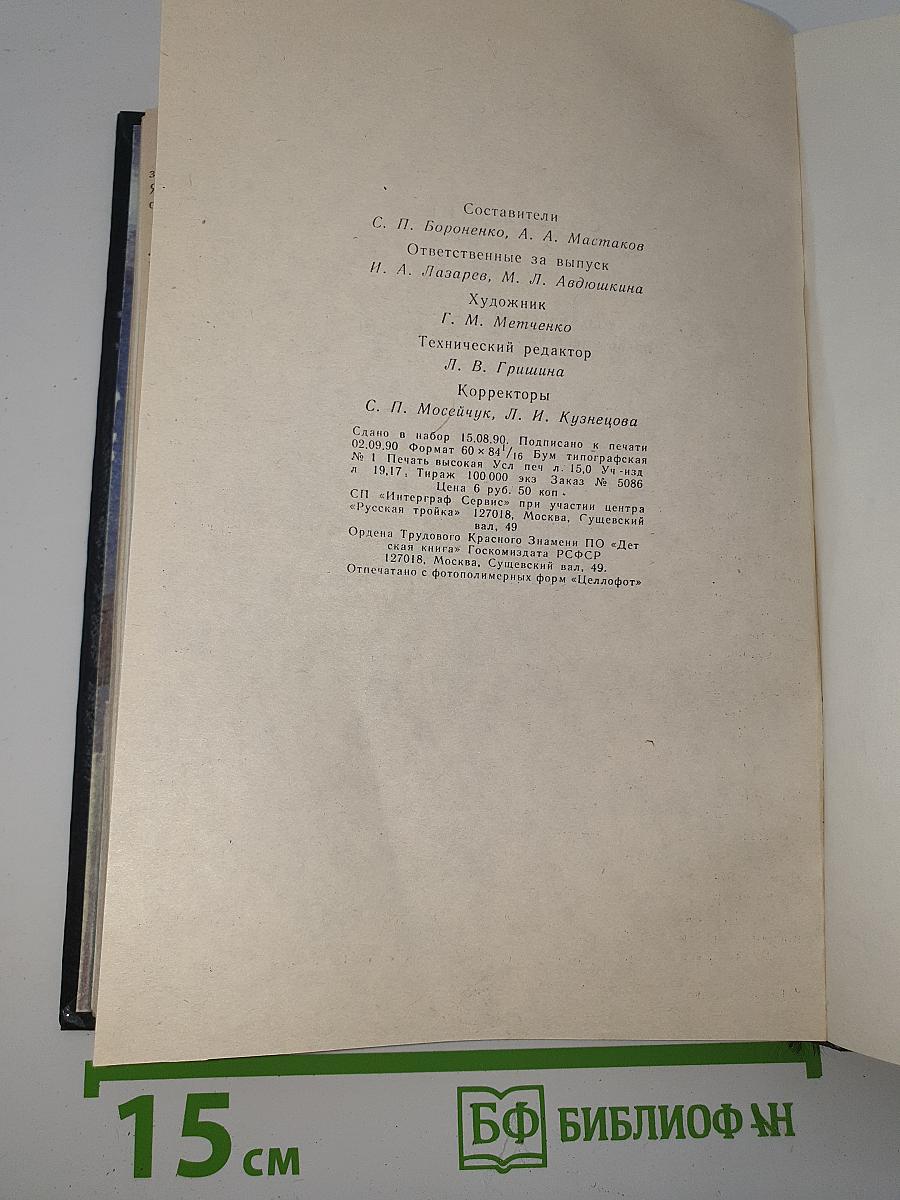 з
Я
с
Составители
С. П. Бороненко, А. А. Мастаков
Ответственные за выпуск
И. А. Лазарев, М. Л. Авдюшкина
Художник
Г. М. Метченко
Технический редактор
Л. В. Гришина
Корректоры
С. П. Мосейчук, Л. И. Кузнецова
Сдано в набор 15.08.90. Подписано к печати
02.09.90 Формат 60×84¹/₁₆ Бум типографская
№ 1 Печать высокая Усл печ л. 15,0 Уч-изд
л 19,17. Тираж 100 000 экз Заказ № 5086
Цена 6 руб. 50 коп.
СП «Интерграф Сервис» при участии центра
«Русская тройка» 127018, Москва, Сущевский
вал, 49
Ордена Трудового Красного Знамени ПО «Дет
ская книга» Госкомиздата РСФСР
127018, Москва, Сущевский вал, 49.
Отпечатано с фотополимерных форм «Целлофот»
15 см
БФ БИБЛИОФАН